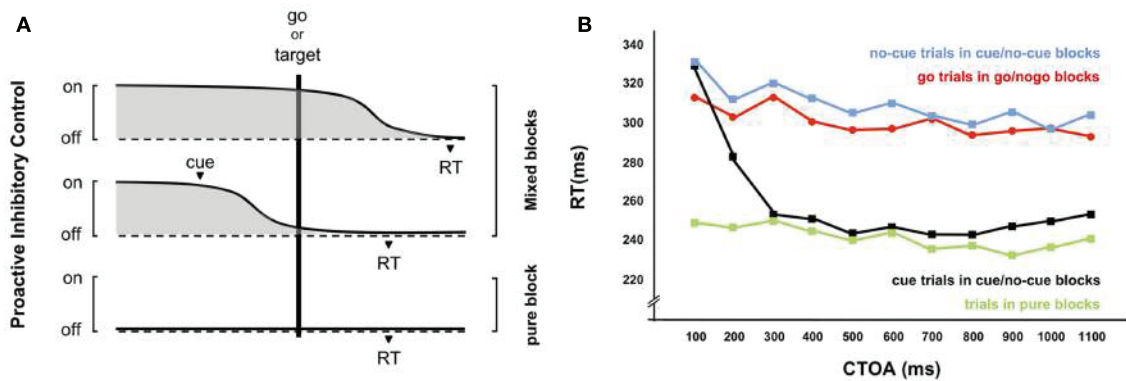 A
go
or
target
Proactive Inhibitory Control
on
off
RT
Mixed blocks
cue
on
off
RT
on
off
RT
pure block
B
340
320
300
280
260
240
220
RT(ms)
no-cue trials in cue/no-cue blocks
go trials in go/nogo blocks
cue trials in cue/no-cue blocks
trials in pure blocks
100 200 300 400 500 600 700 800 900 1000 1100
CTOA (ms)